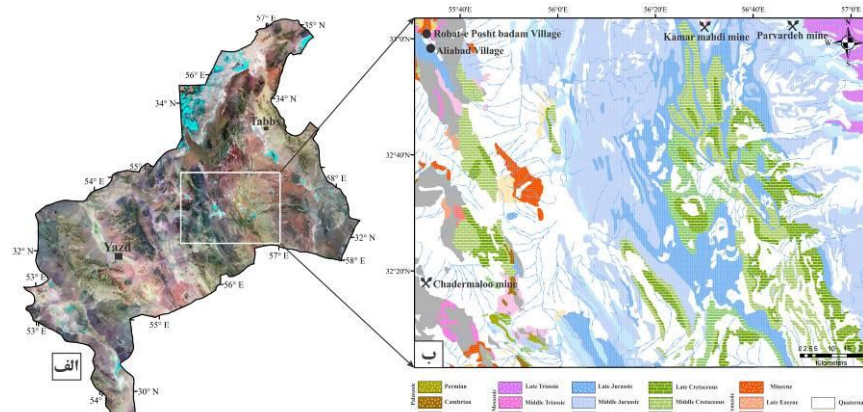 57° E
35° N
56° E
34° N
34° N
Tabbs
54° E
55° E
58° E
32° N
Yazd
32° N
57° E
58° E
53° E
56° E
55° E
53° E
الف
30° N
54°
55°40'E
56°0'E
56°20'E
56°40'E
57°0'E
33°0'N
Robat-e Posht badam Village
Kamar mahdi mine
Parvardeh mine
Aliabad Village
32°40'N
32°20'N
Chadermaloo mine
ب
Kilometers
Permian
Late Triassic
Late Jurassic
Late Cretaceous
Miocene
Cambrian
Middle Triassic
Middle Jurassic
Middle Cretaceous
Late Eocene